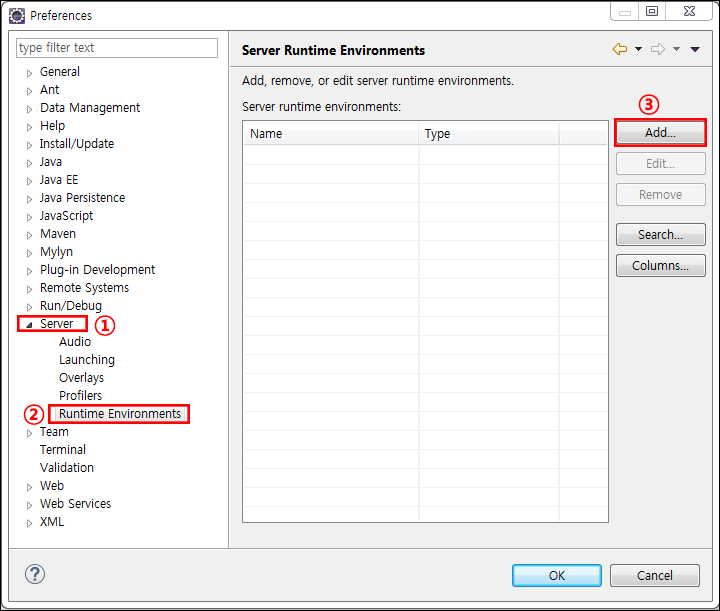 Preferences
type filter text
General
Ant
Data Management
Help
Install/Update
Java
Java EE
Java Persistence
JavaScript
Maven
Mylyn
Plug-in Development
Remote Systems
Run/Debug
Server ①
Audio
Launching
Overlays
Profilers
② Runtime Environments
Team
Terminal
Validation
Web
Web Services
XML
Server Runtime Environments
Add, remove, or edit server runtime environments.
Server runtime environments:
③
Name Type
Add...
Edit...
Remove
Search...
Columns...
?
OK Cancel